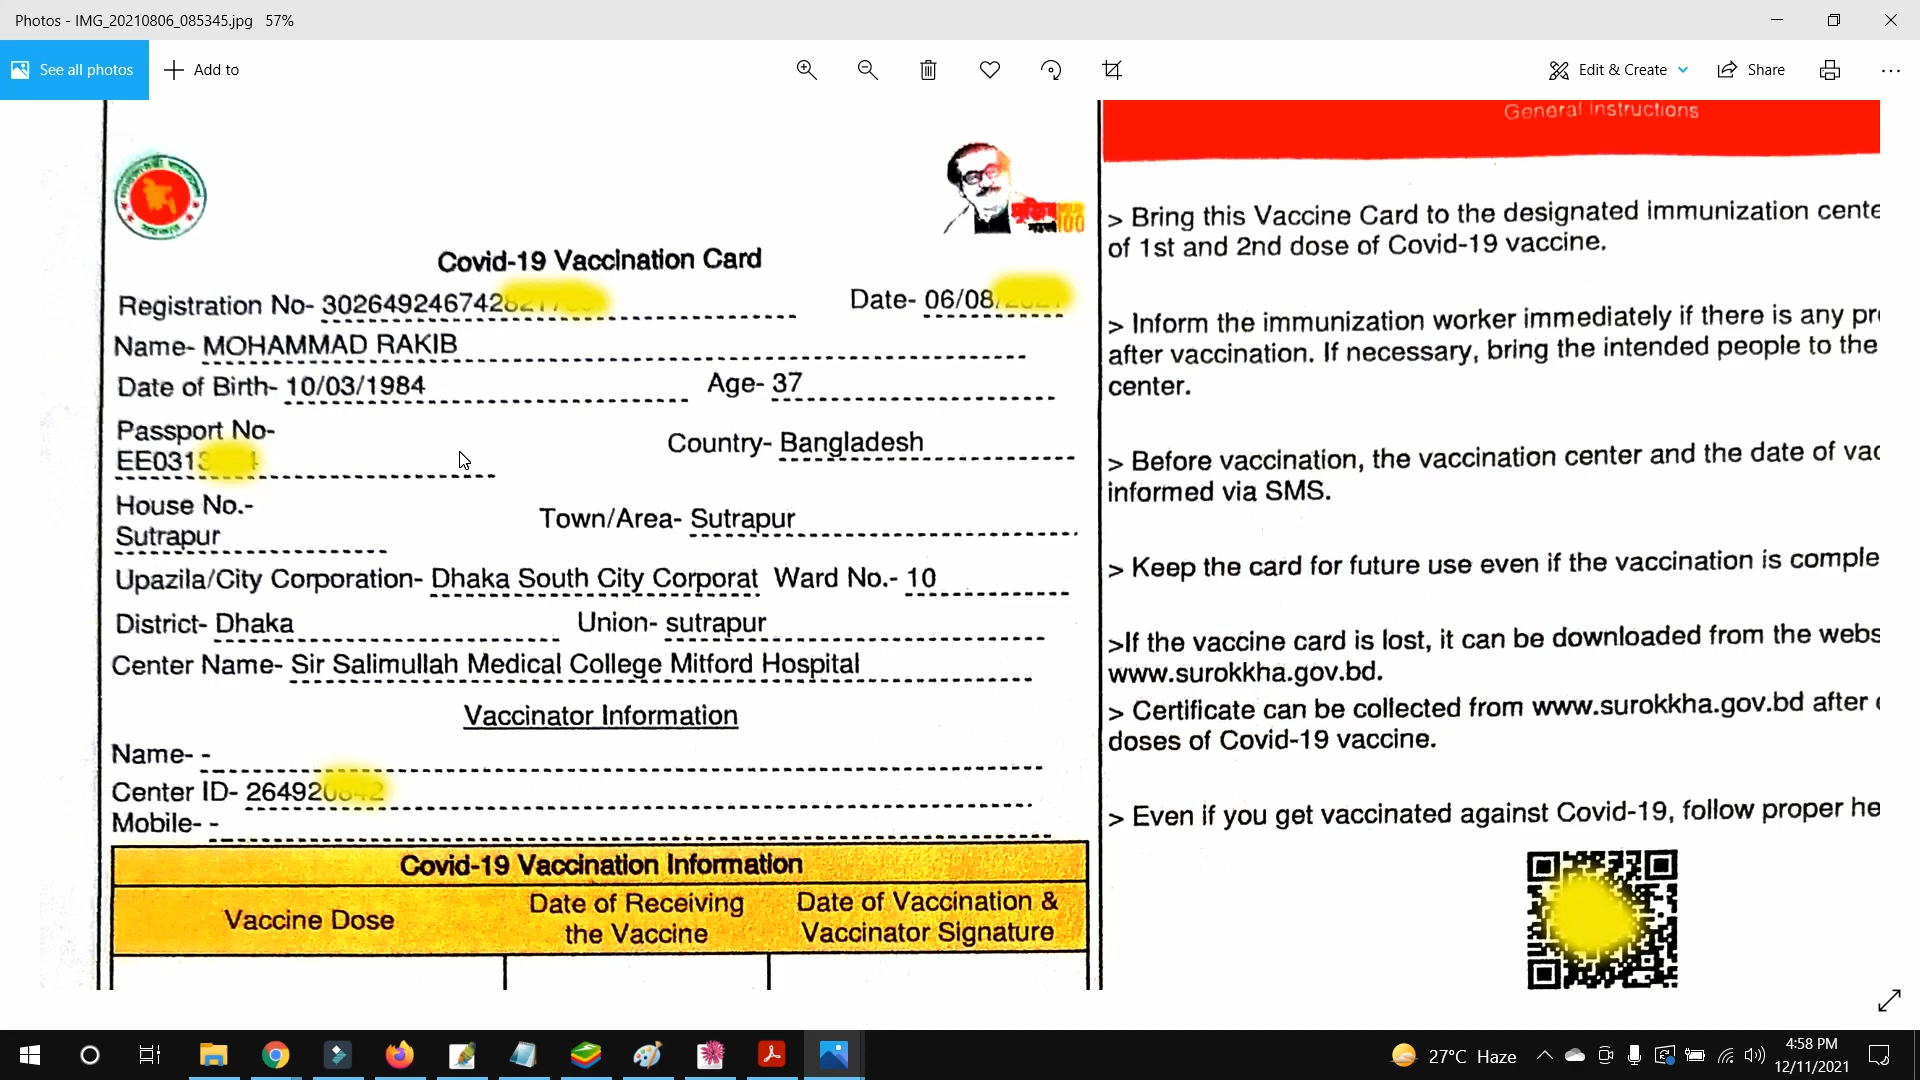 Photos - IMG_20210806_085345.jpg 57%
See all photos
Add to
Edit & Create
Share
General Instructions
100
Covid-19 Vaccination Card
Registration No- 302649246742
Date- 06/08/
Name- MOHAMMAD RAKIB
Date of Birth- 10/03/1984
Age- 37
Passport No-
EE0313
Country- Bangladesh
House No.-
Sutrapur
Town/Area- Sutrapur
Upazila/City Corporation- Dhaka South City Corporat
Ward No.- 10
District- Dhaka
Union- sutrapur
Center Name- Sir Salimullah Medical College Mitford Hospital
Vaccinator Information
Name- -
Center ID- 26492
Mobile- -
Covid-19 Vaccination Information
Vaccine Dose
Date of Receiving
the Vaccine
Date of Vaccination &
Vaccinator Signature
> Bring this Vaccine Card to the designated immunization cente
of 1st and 2nd dose of Covid-19 vaccine.
> Inform the immunization worker immediately if there is any pr
after vaccination. If necessary, bring the intended people to the
center.
> Before vaccination, the vaccination center and the date of vac
informed via SMS.
> Keep the card for future use even if the vaccination is comple
>If the vaccine card is lost, it can be downloaded from the webs
www.surokkha.gov.bd.
> Certificate can be collected from www.surokkha.gov.bd after
doses of Covid-19 vaccine.
> Even if you get vaccinated against Covid-19, follow proper he
27°C Haze
4:58 PM
12/11/2021